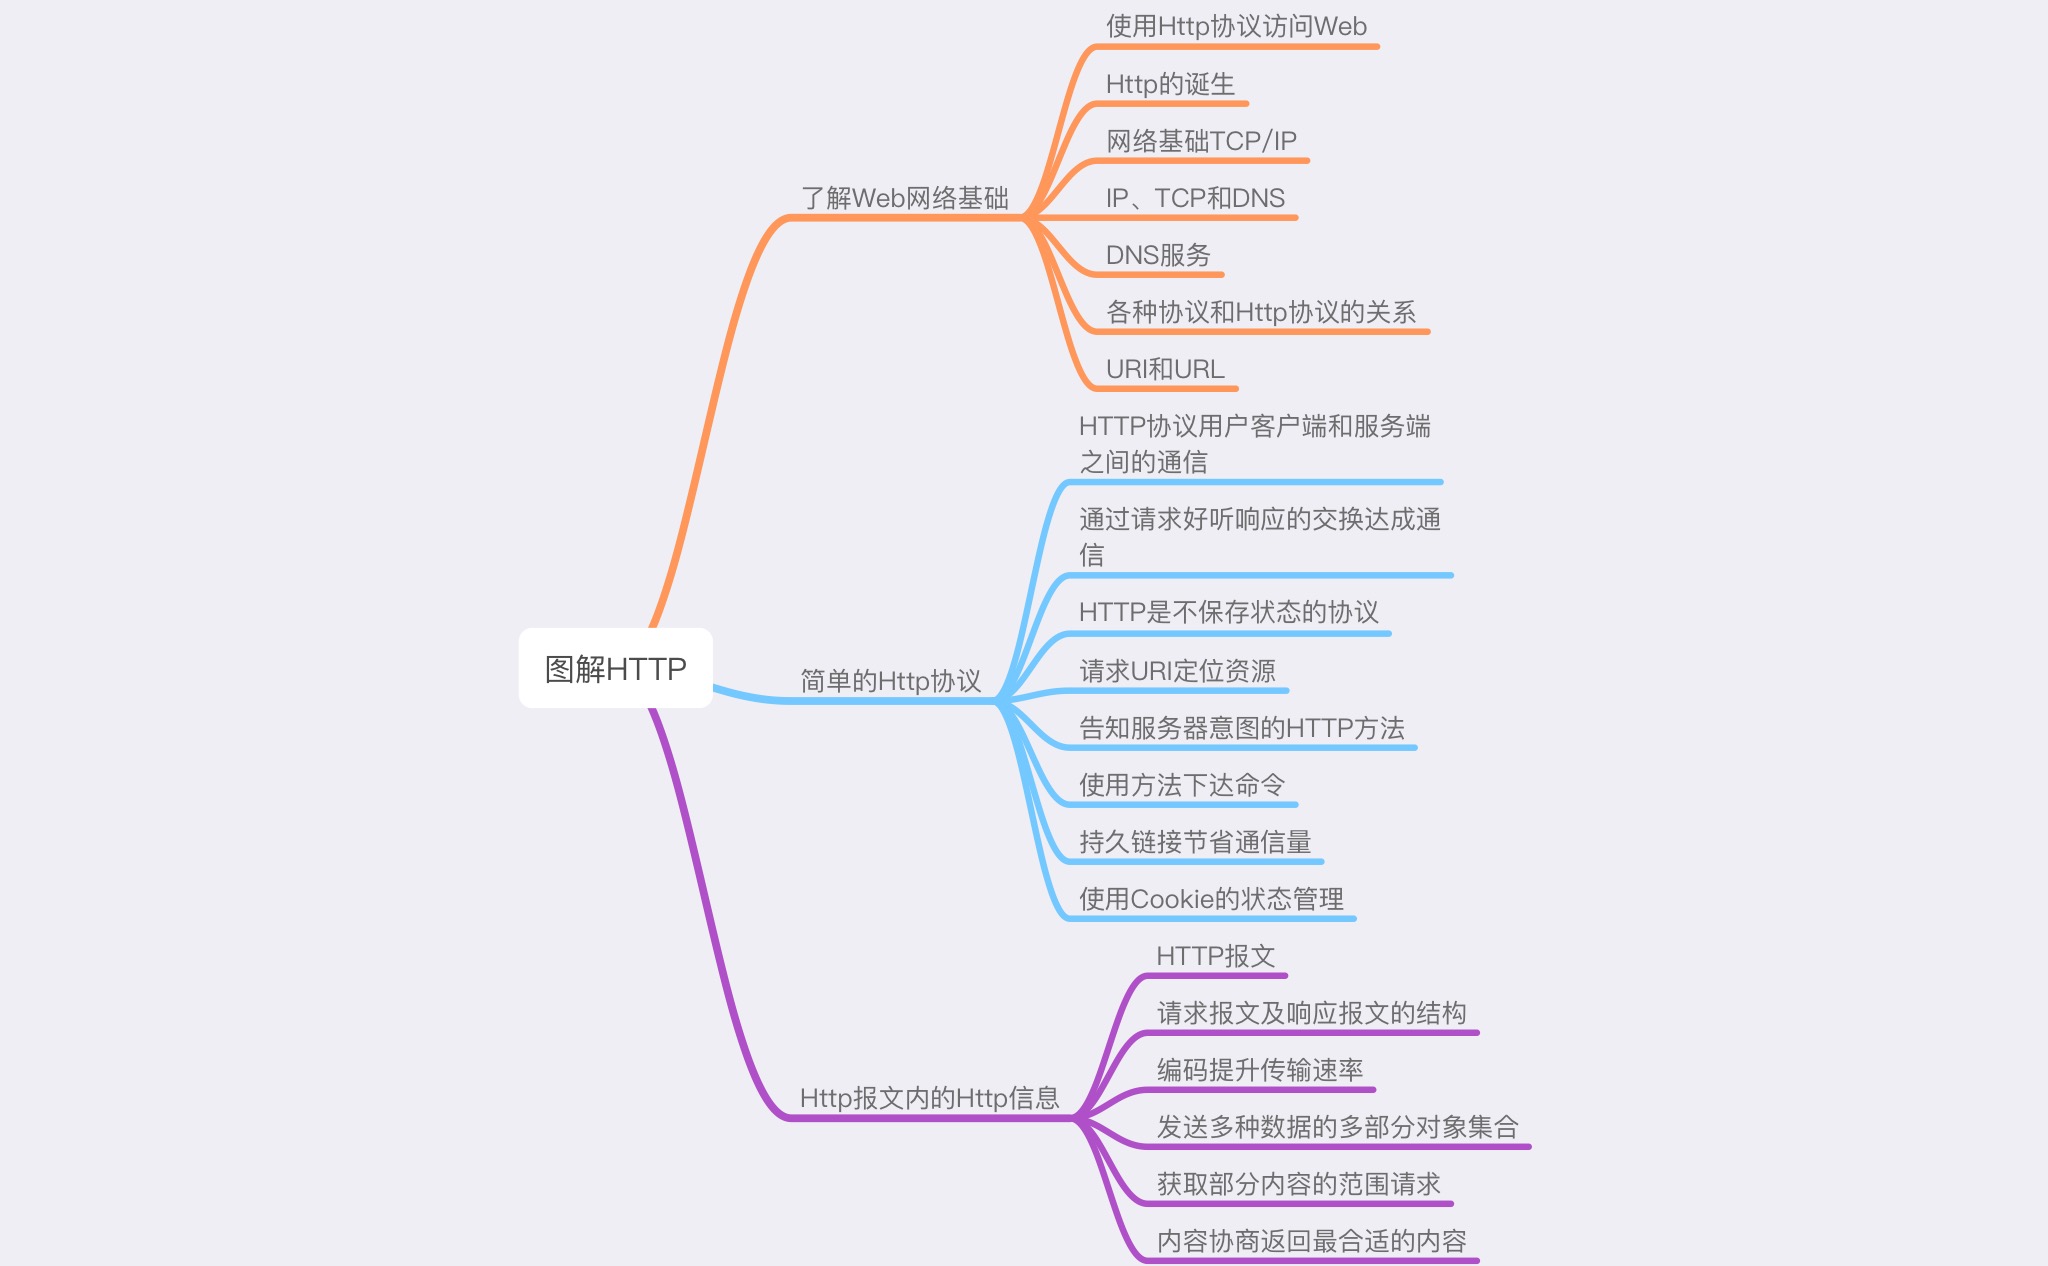 使用Http协议访问Web
Http的诞生
网络基础TCP/IP
了解Web网络基础
IP、TCP和DNS
DNS服务
各种协议和Http协议的关系
URI和URL
HTTP协议用户客户端和服务端
之间的通信
通过请求好听响应的交换达成通
信
HTTP是不保存状态的协议
图解HTTP
简单的Http协议
请求URI定位资源
告知服务器意图的HTTP方法
使用方法下达命令
持久链接节省通信量
使用Cookie的状态管理
HTTP报文
请求报文及响应报文的结构
编码提升传输速率
Http报文内的Http信息
发送多种数据的多部分对象集合
获取部分内容的范围请求
内容协商返回最合适的内容